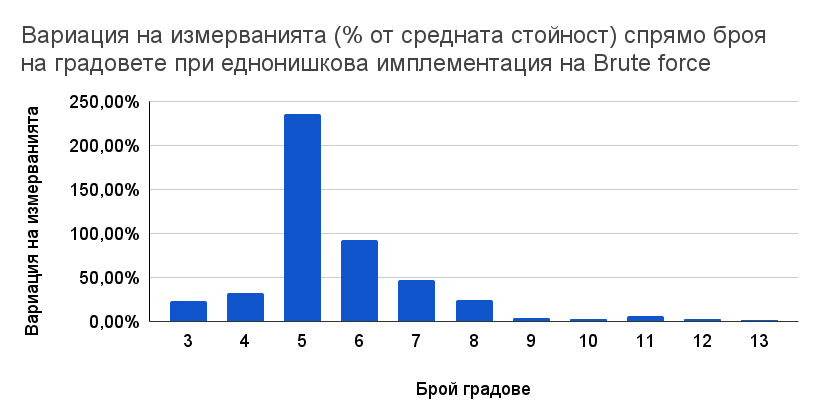 Вариация на измерванията (% от средната стойност) спрямо броя
на градовете при еднонишкова имплементация на Brute force
Вариация на измерванията
250,00%
200,00%
150,00%
100,00%
50,00%
0,00%
3 4 5 6 7 8 9 10 11 12 13
Брой градове